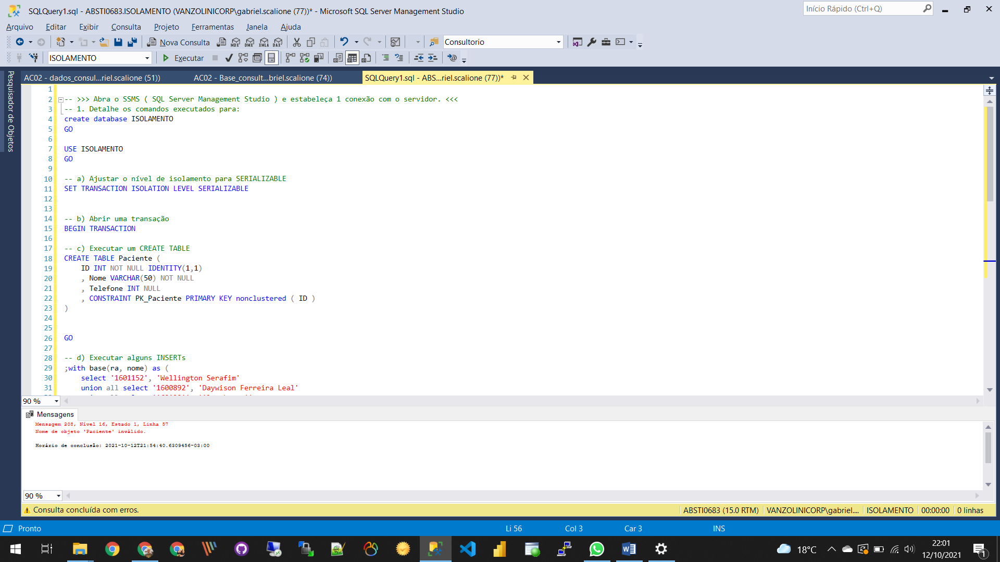 SQLQuery1.sql - ABSTI0683.ISOLAMENTO (VANZOLINICORP\gabriel.scalione (77))* - Microsoft SQL Server Management Studio
Início Rápido (Ctrl+Q)
Arquivo Editar Exibir Consulta Projeto Ferramentas Janela Ajuda
Nova Consulta MDX DMX XMLA DAX Consultorio
ISOLAMENTO Executar
Pesquisador de Objetos
AC02 - dados_consul...riel.scalione (51)) AC02 - Base_consult...briel.scalione (74)) SQLQuery1.sql - ABS...riel.scalione (77))*
1
2 -- >>> Abra o SSMS ( SQL Server Management Studio ) e estabeleça 1 conexão com o servidor. <<<
3 -- 1. Detalhe os comandos executados para:
4 create database ISOLAMENTO
5 GO
6
7 USE ISOLAMENTO
8 GO
9
10 -- a) Ajustar o nível de isolamento para SERIALIZABLE
11 SET TRANSACTION ISOLATION LEVEL SERIALIZABLE
12
13
14 -- b) Abrir uma transação
15 BEGIN TRANSACTION
16
17 -- c) Executar um CREATE TABLE
18 CREATE TABLE Paciente (
19 ID INT NOT NULL IDENTITY(1,1)
20 , Nome VARCHAR(50) NOT NULL
21 , Telefone INT NULL
22 , CONSTRAINT PK_Paciente PRIMARY KEY nonclustered ( ID )
23 )
24
25
26 GO
27
28 -- d) Executar alguns INSERTs
29 ;with base(ra, nome) as (
30 select '1601152', 'Wellington Serafim'
31 union all select '1600892', 'Daywison Ferreira Leal'
90 %
Mensagens
Mensagem 208, Nível 16, Estado 1, Linha 57
Nome de objeto 'Paciente' inválido.
Horário de conclusão: 2021-10-12T21:54:40.6309456-03:00
90 %
Consulta concluída com erros. ABSTI0683 (15.0 RTM) VANZOLINICORP\gabriel.... ISOLAMENTO 00:00:00 0 linhas
Pronto Li 56 Col 3 Car 3 INS
18°C 22:01
12/10/2021
1